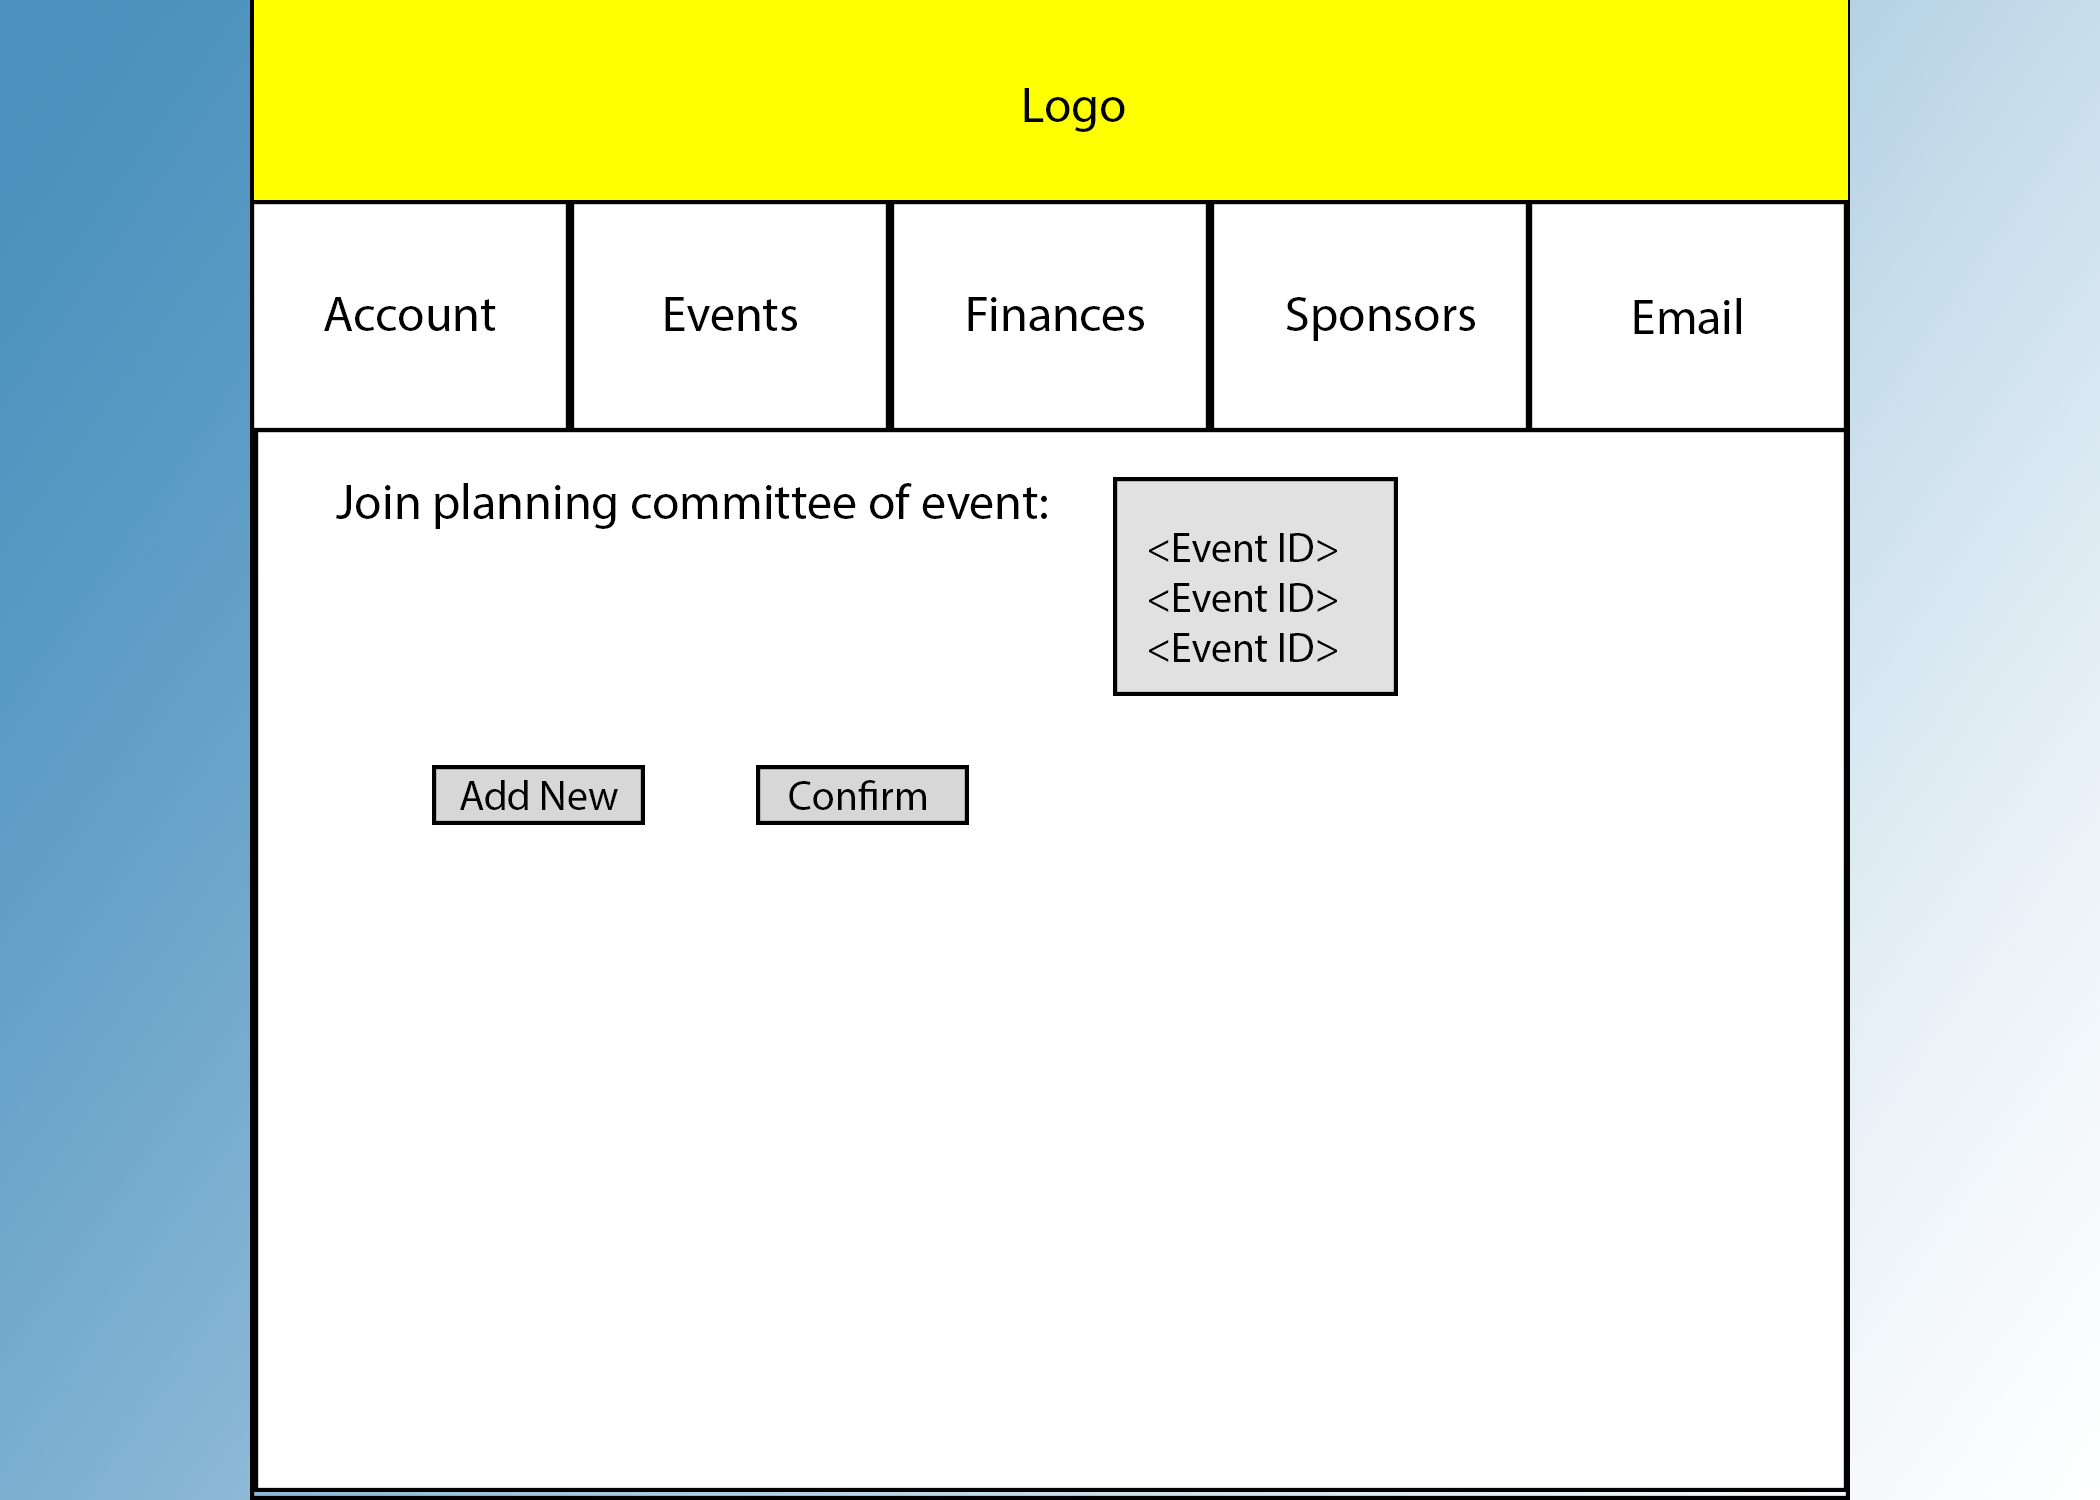 Logo
Account
Events
Finances
Sponsors
Email
Join planning committee of event:
<Event ID>
<Event ID>
<Event ID>
Add New
Confirm